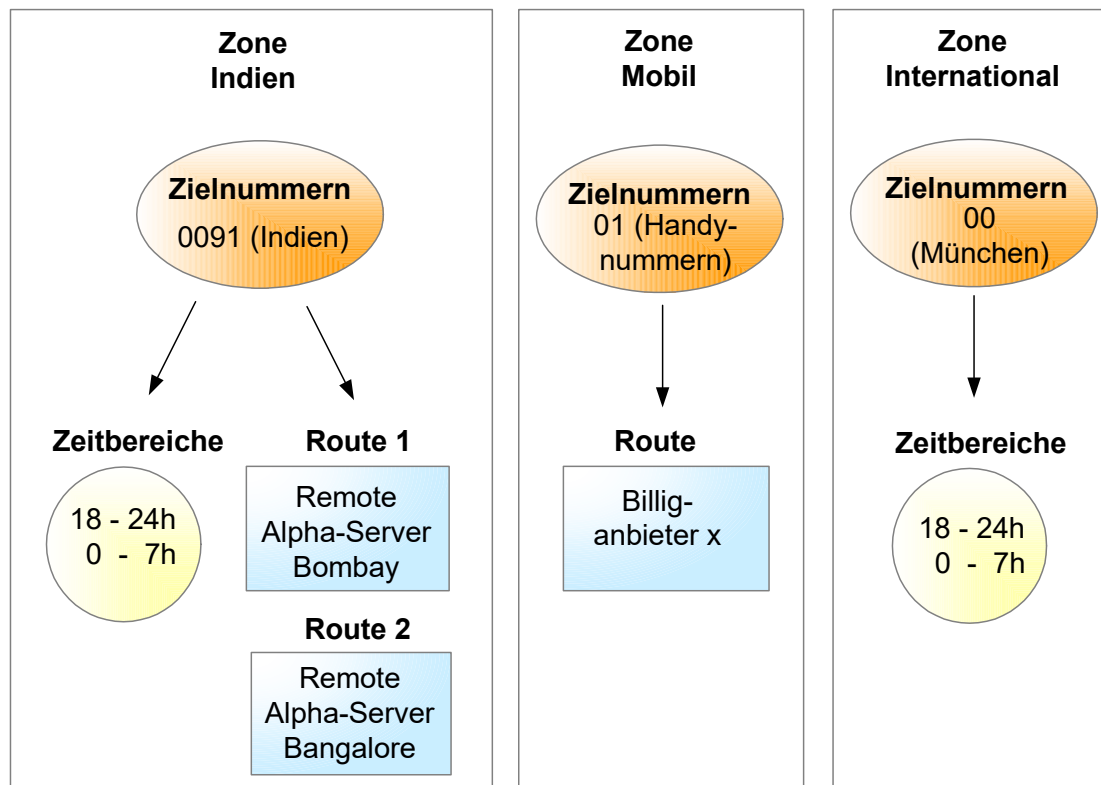 Zone
Indien
Zielnummern
0091 (Indien)
Zeitbereiche
18 - 24h
0 - 7h
Route 1
Remote
Alpha-Server
Bombay
Route 2
Remote
Alpha-Server
Bangalore
Zone
Mobil
Zielnummern
01 (Handy-
nummern)
Route
Billig-
anbieter x
Zone
International
Zielnummern
00
(München)
Zeitbereiche
18 - 24h
0 - 7h